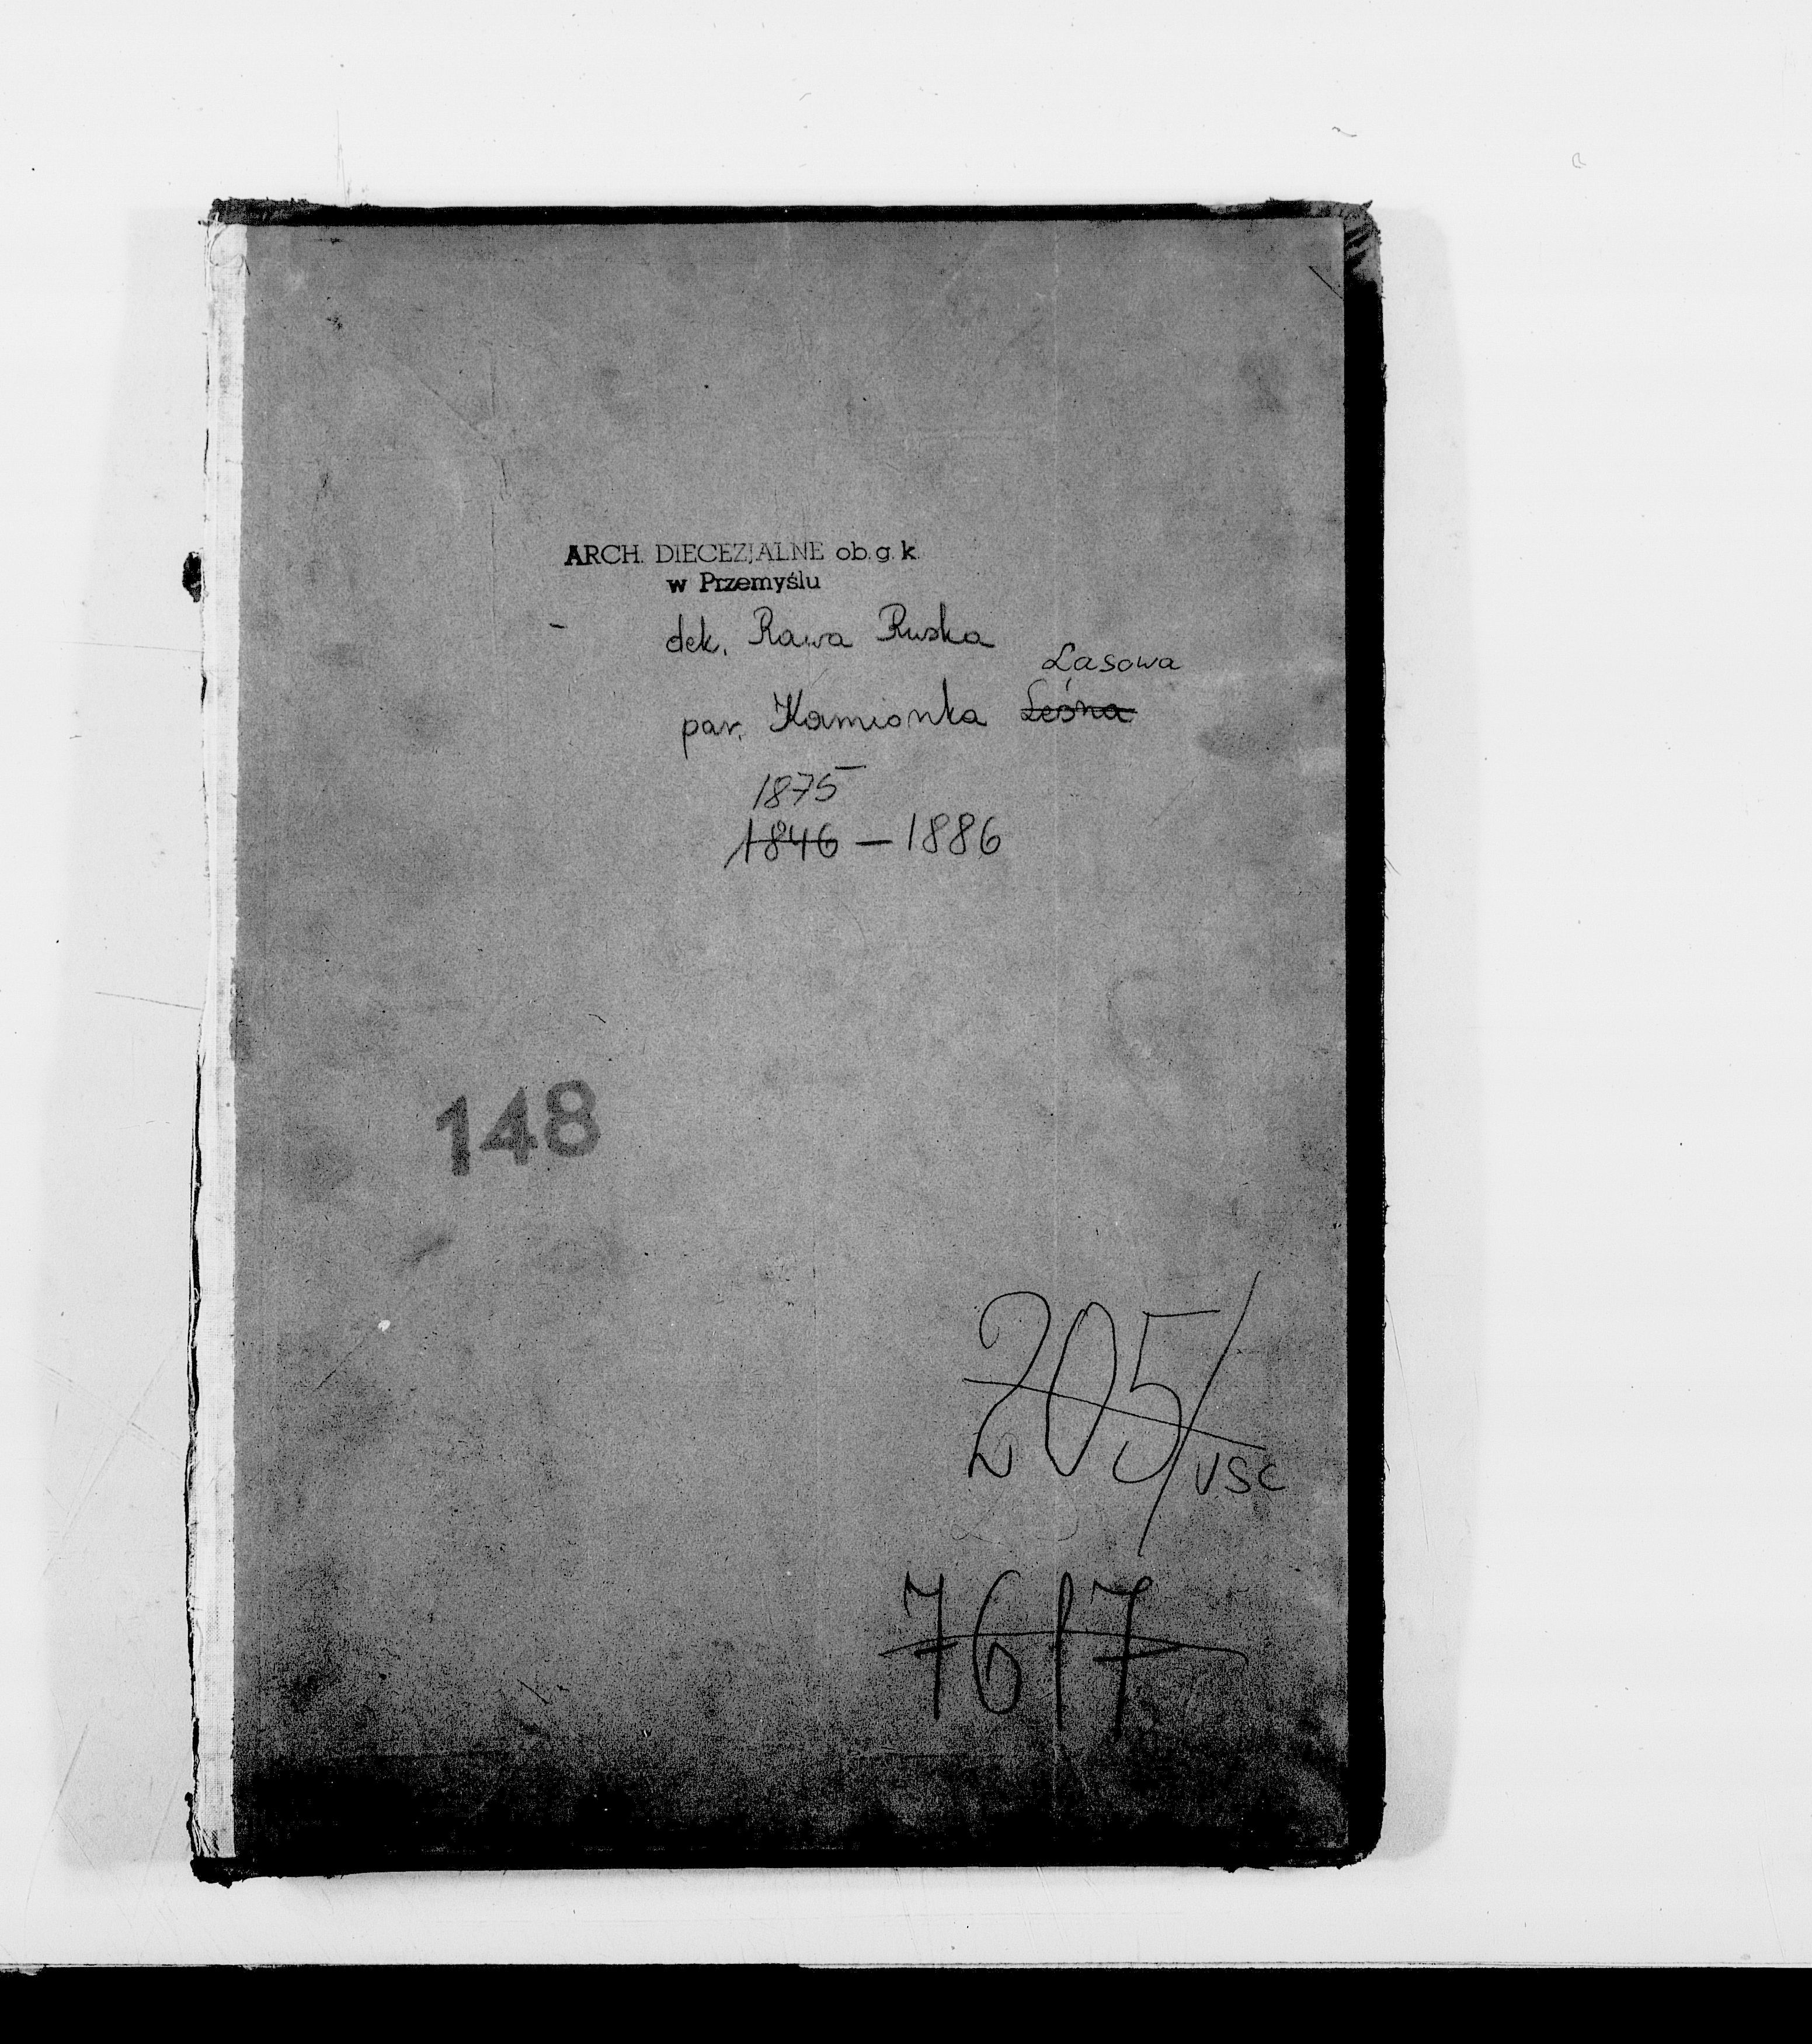 ARCH. DIECEZJALNE ob. g. k.
w Przemyślu
dek. Rawa Ruska
Lasowa
par. Kamionka Leśna
1875
1846 – 1886
148
205/
USC
7617